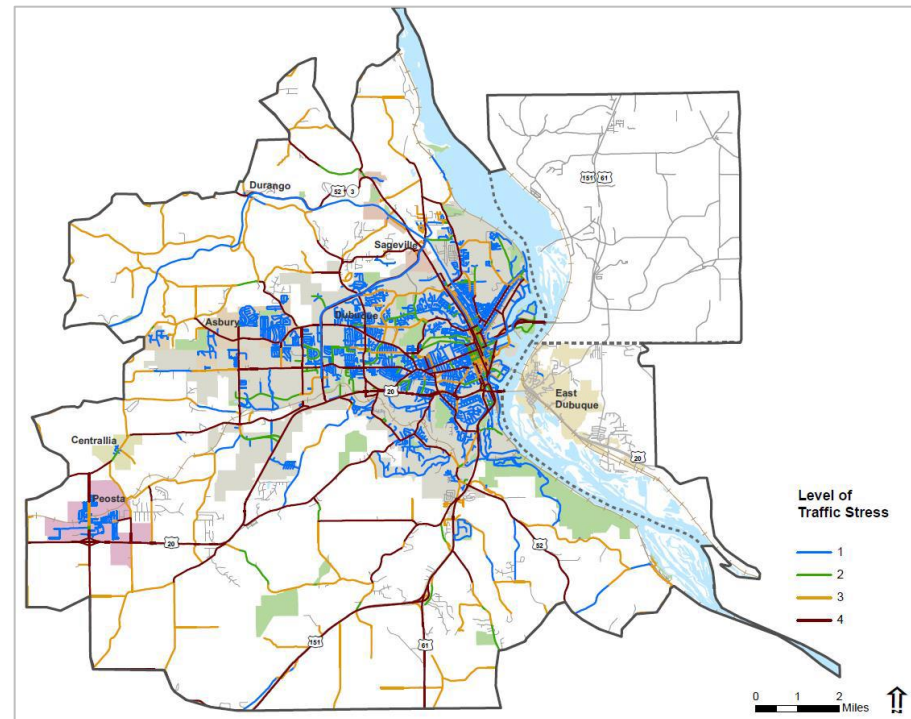 151
61
Durango
52
3
Sageville
Asbury
Dubuque
20
East
Dubuque
20
Centrallia
Peosta
20
52
151
61
Level of
Traffic Stress
1
2
3
4
0 1 2
Miles
N